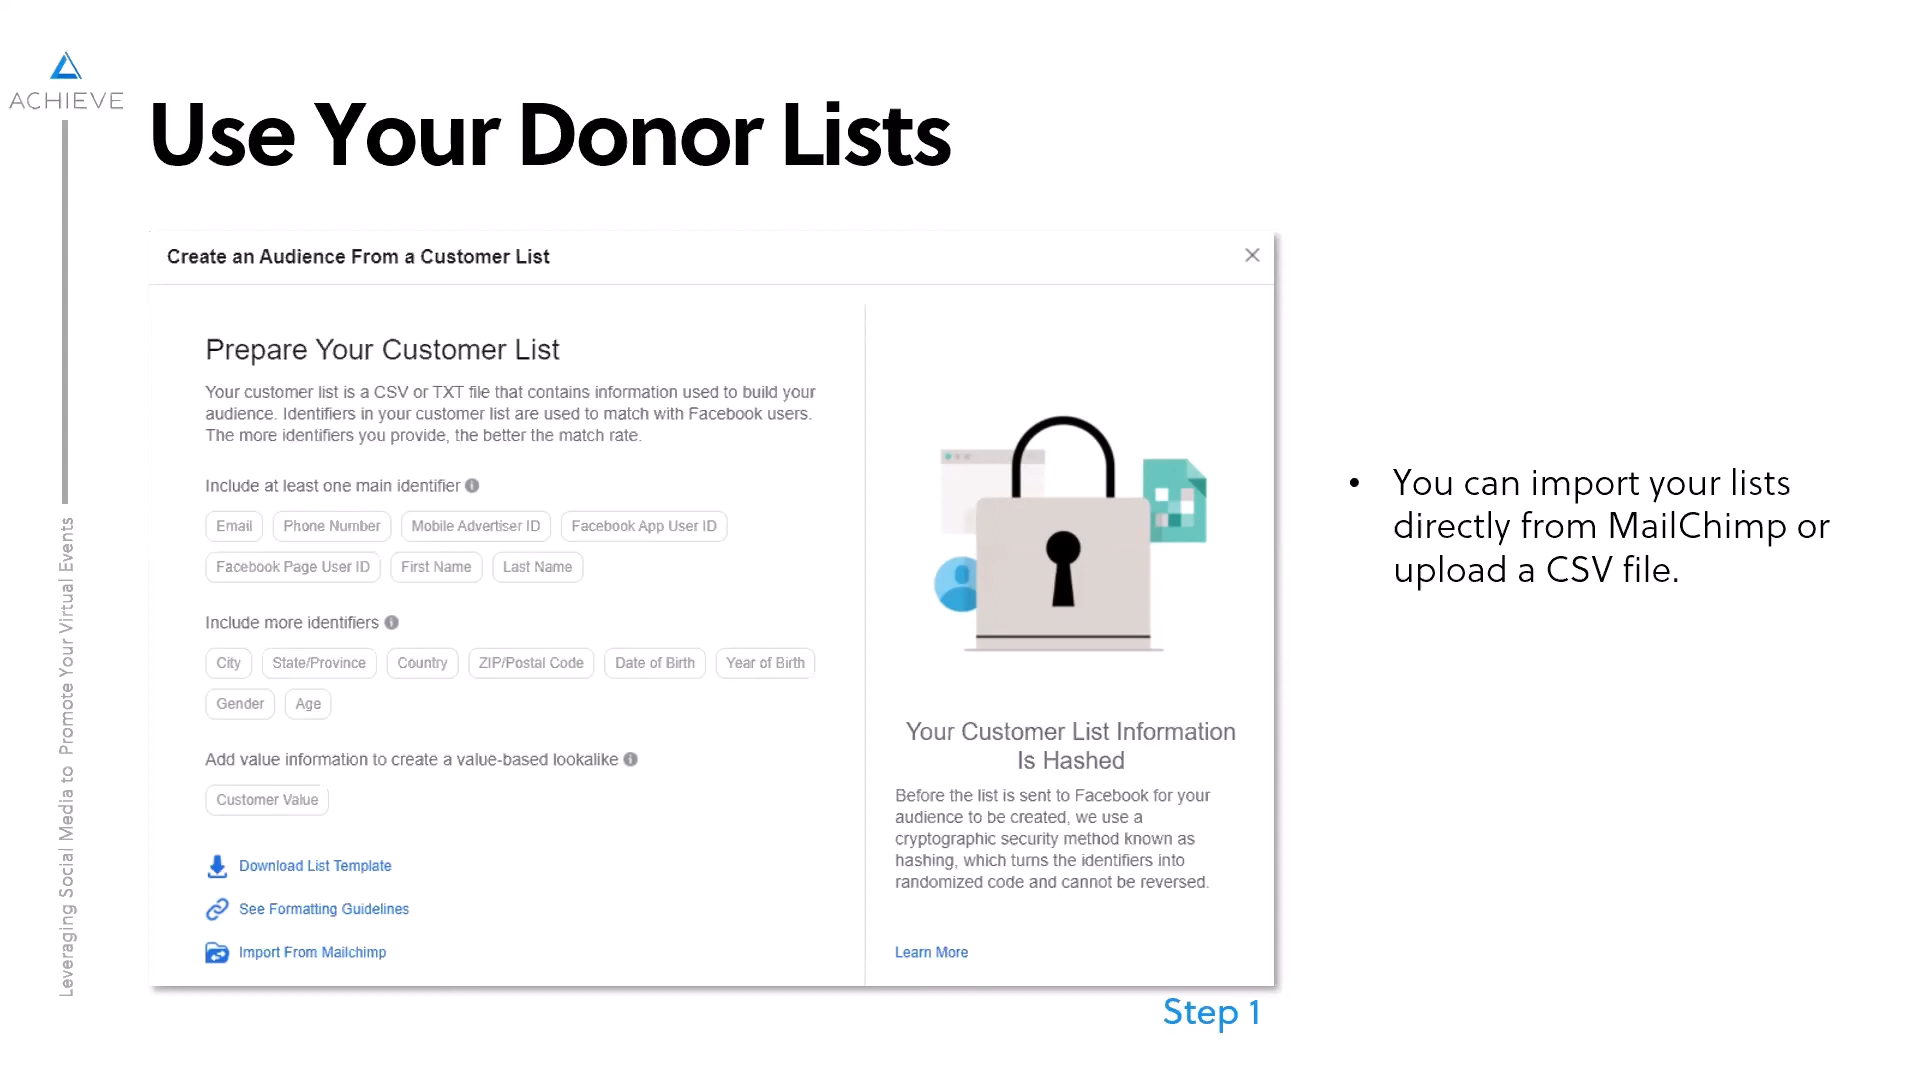 ACHIEVE
Use Your Donor Lists
Create an Audience From a Customer List
Prepare Your Customer List
Your customer list is a CSV or TXT file that contains information used to build your
audience. Identifiers in your customer list are used to match with Facebook users.
The more identifiers you provide, the better the match rate.
Include at least one main identifier
Email Phone Number Mobile Advertiser ID Facebook App User ID
Facebook Page User ID First Name Last Name
Include more identifiers
City State/Province Country ZIP/Postal Code Date of Birth Year of Birth
Gender Age
Add value information to create a value-based lookalike
Customer Value
Download List Template
See Formatting Guidelines
Import From Mailchimp
Your Customer List Information
Is Hashed
Before the list is sent to Facebook for your
audience to be created, we use a
cryptographic security method known as
hashing, which turns the identifiers into
randomized code and cannot be reversed.
Learn More
Step 1
• You can import your lists
directly from MailChimp or
upload a CSV file.
Leveraging Social Media to Promote Your Virtual Events